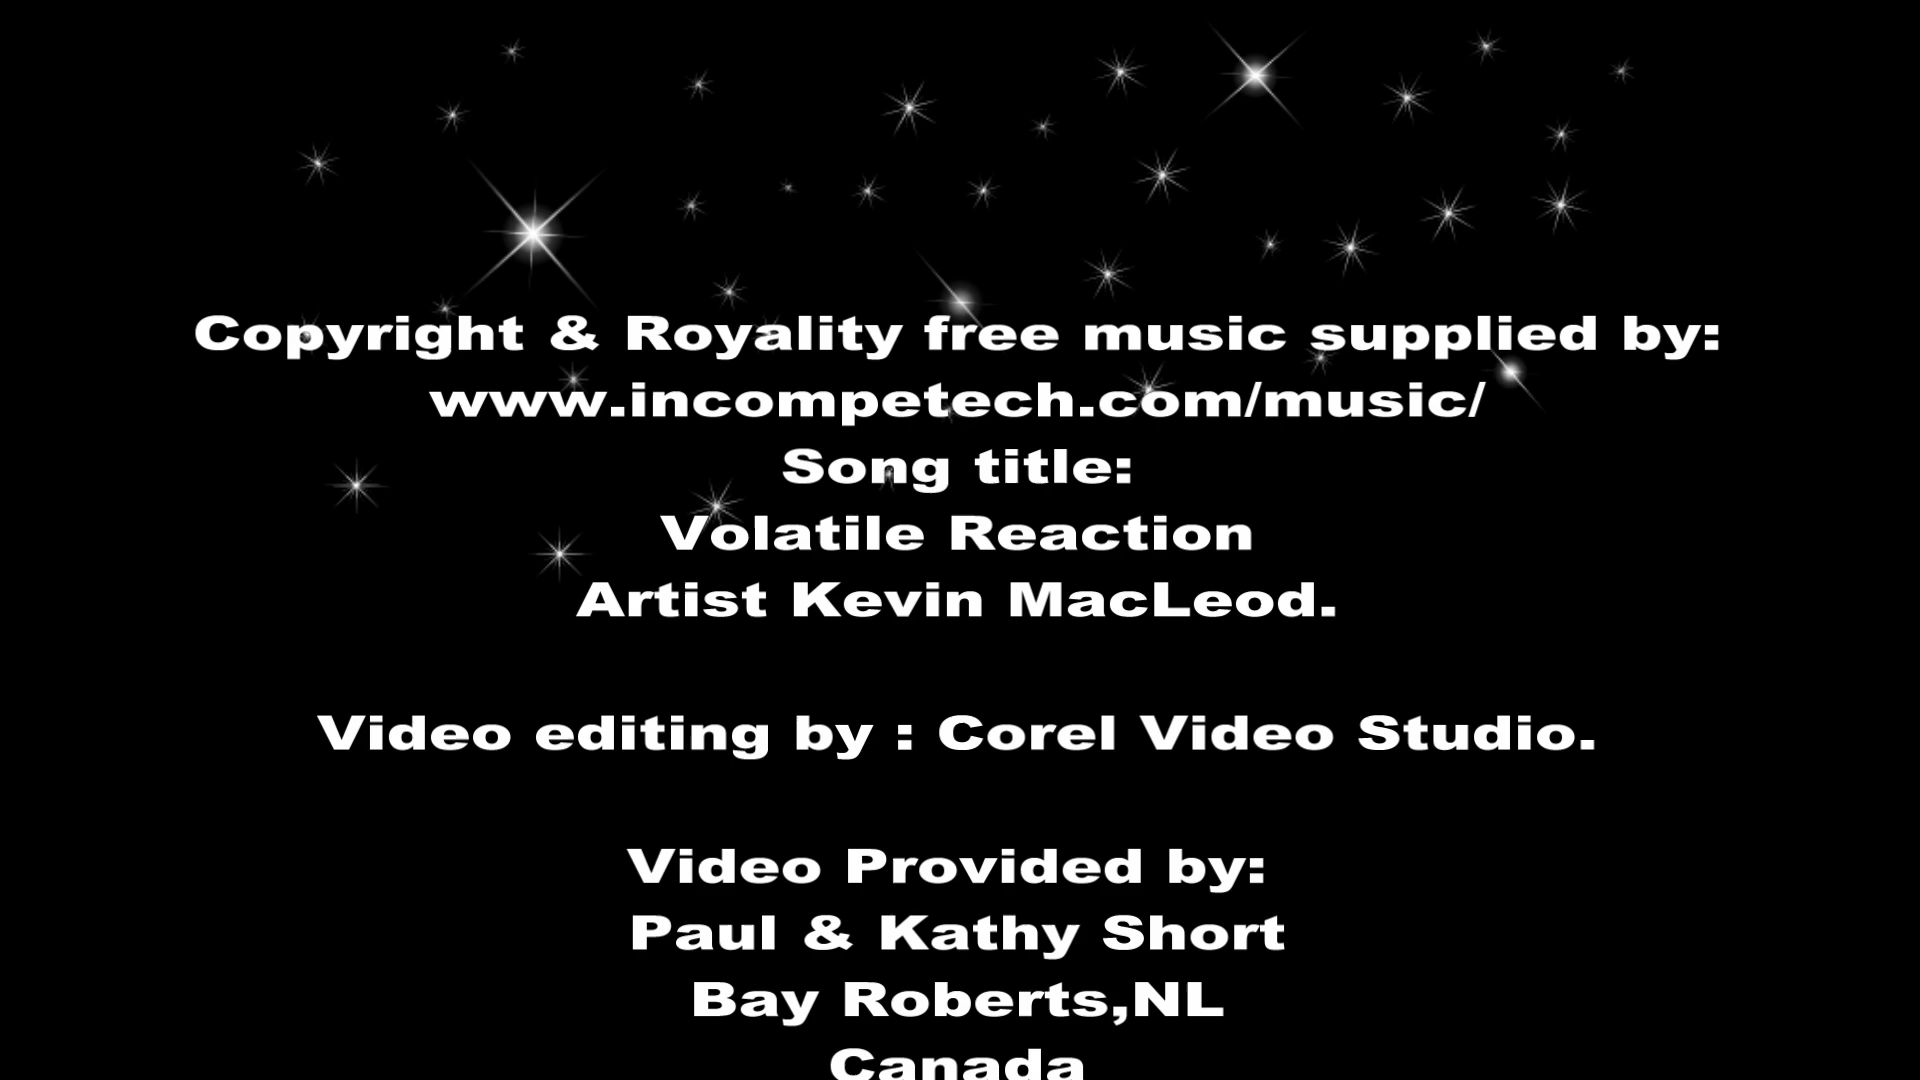 Copyright & Royality free music supplied by:
www.incompetech.com/music/
Song title:
Volatile Reaction
Artist Kevin MacLeod.
Video editing by : Corel Video Studio.
Video Provided by:
Paul & Kathy Short
Bay Roberts,NL
Canada